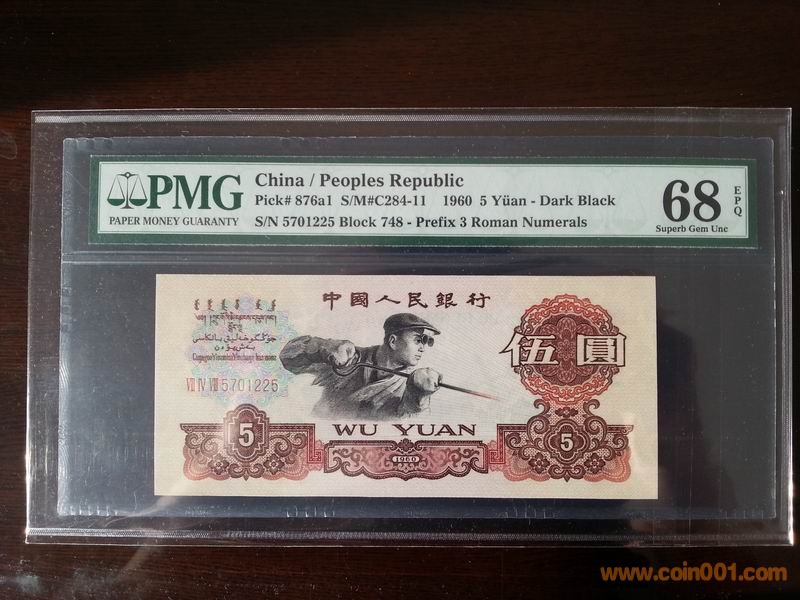 PMG
PAPER MONEY GUARANTY
China / Peoples Republic
Pick# 876a1 S/M#C284-11 1960 5 Yüan - Dark Black
S/N 5701225 Block 748 - Prefix 3 Roman Numerals
68
EPQ
Superb Gem Unc
中國人民銀行
伍圓
VII IV VIII 5701225
5
WU YUAN
5
1960
www.coin001.com